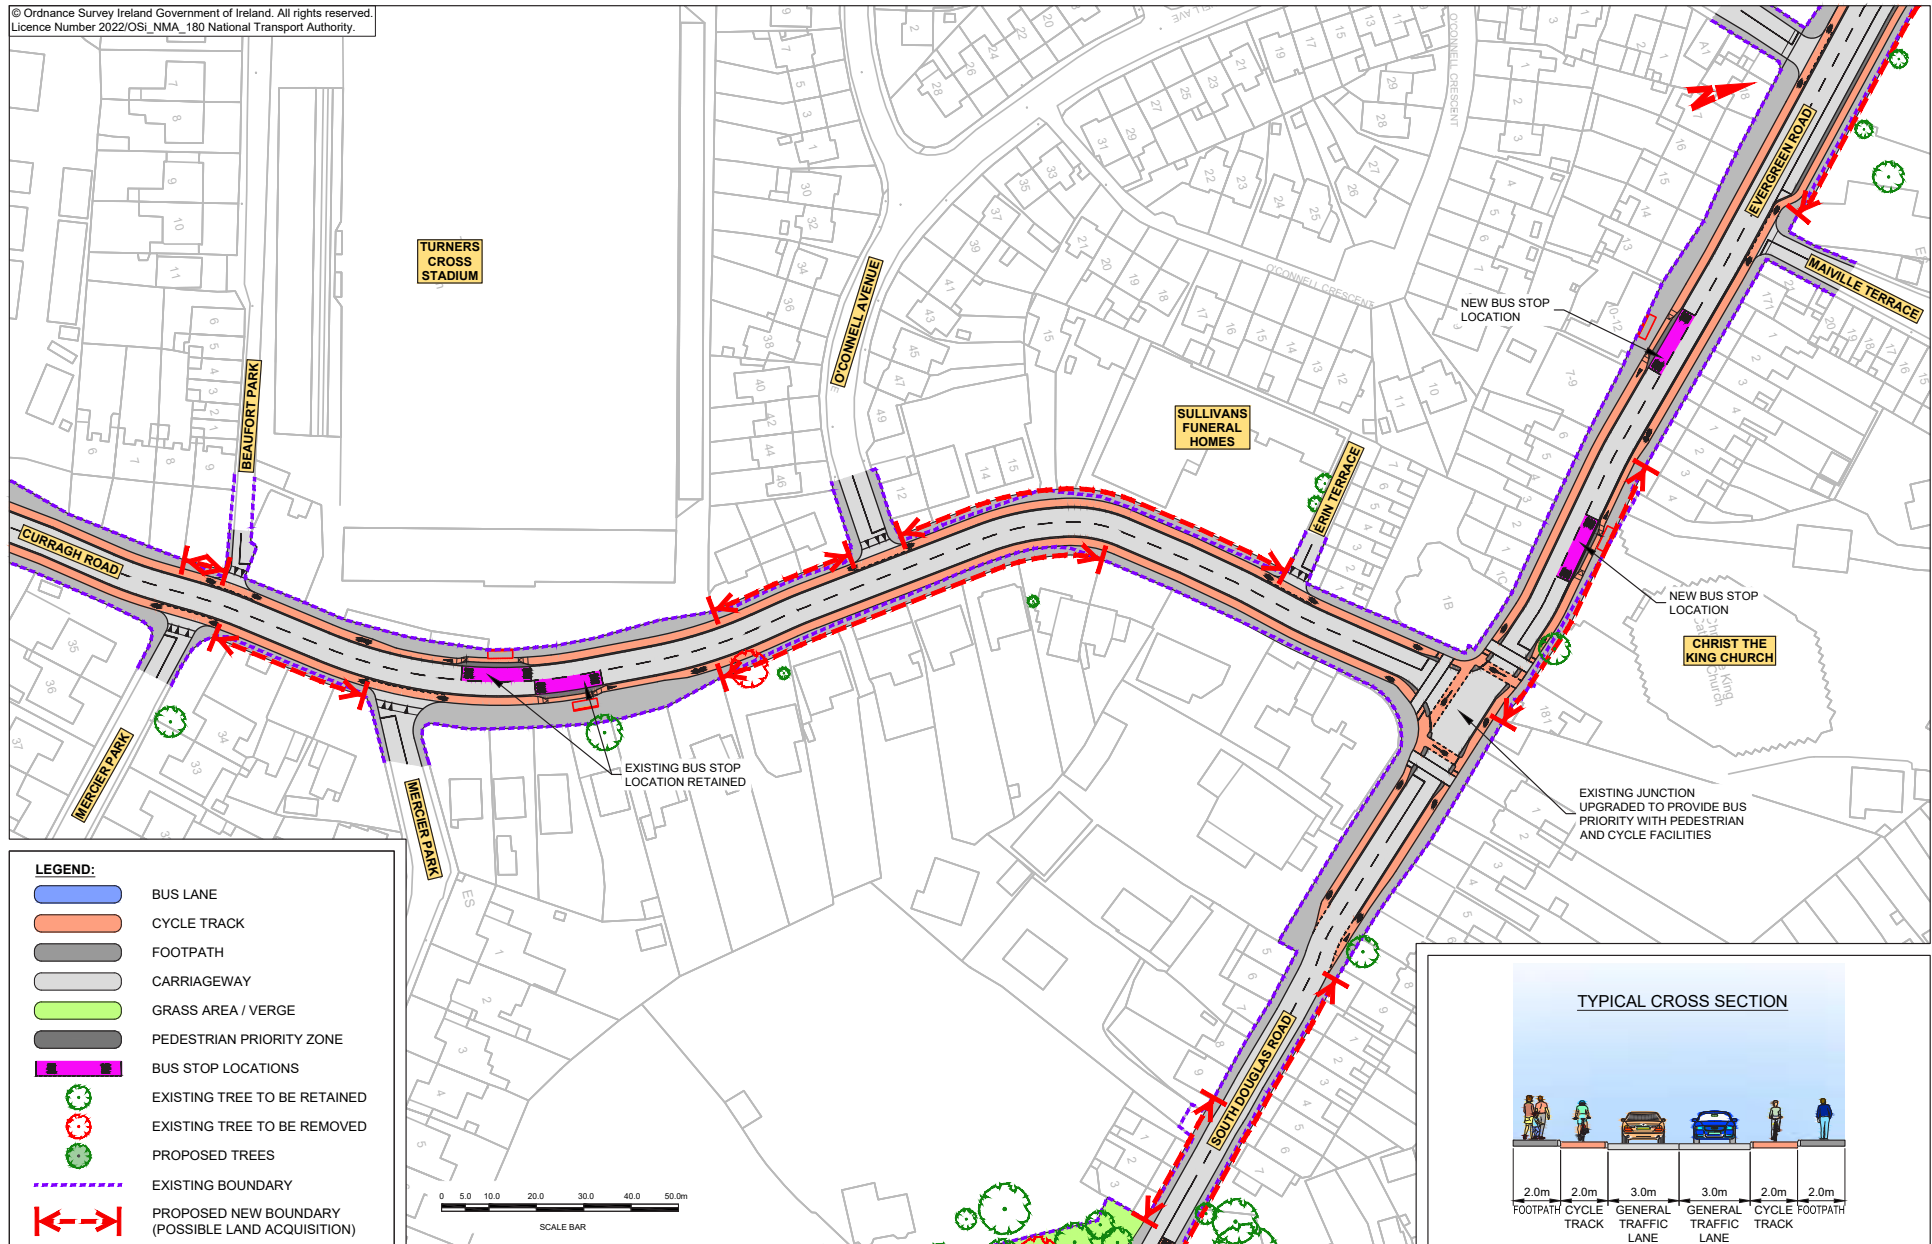 © Ordnance Survey Ireland Government of Ireland. All rights reserved.
Licence Number 2022/OSi_NMA_180 National Transport Authority.
TURNERS
CROSS
STADIUM
BEAUFORT PARK
O'CONNELL AVENUE
O'CONNELL CRESCENT
O'CONNELL CRESCENT
SULLIVANS
FUNERAL
HOMES
ERIN TERRACE
N
EVERGREEN ROAD
MAIVILLE TERRACE
NEW BUS STOP
LOCATION
NEW BUS STOP
LOCATION
CHRIST THE
KING CHURCH
CURRAGH ROAD
MERCIER PARK
MERCIER PARK
EXISTING BUS STOP
LOCATION RETAINED
EXISTING JUNCTION
UPGRADED TO PROVIDE BUS
PRIORITY WITH PEDESTRIAN
AND CYCLE FACILITIES
SOUTH DOUGLAS ROAD
LEGEND:
BUS LANE
CYCLE TRACK
FOOTPATH
CARRIAGEWAY
GRASS AREA / VERGE
PEDESTRIAN PRIORITY ZONE
BUS STOP LOCATIONS
EXISTING TREE TO BE RETAINED
EXISTING TREE TO BE REMOVED
PROPOSED TREES
EXISTING BOUNDARY
PROPOSED NEW BOUNDARY
(POSSIBLE LAND ACQUISITION)
0 5.0 10.0 20.0 30.0 40.0 50.0m
SCALE BAR
TYPICAL CROSS SECTION
2.0m 2.0m 3.0m 3.0m 2.0m 2.0m
FOOTPATH CYCLE TRACK GENERAL TRAFFIC LANE GENERAL TRAFFIC LANE CYCLE TRACK FOOTPATH